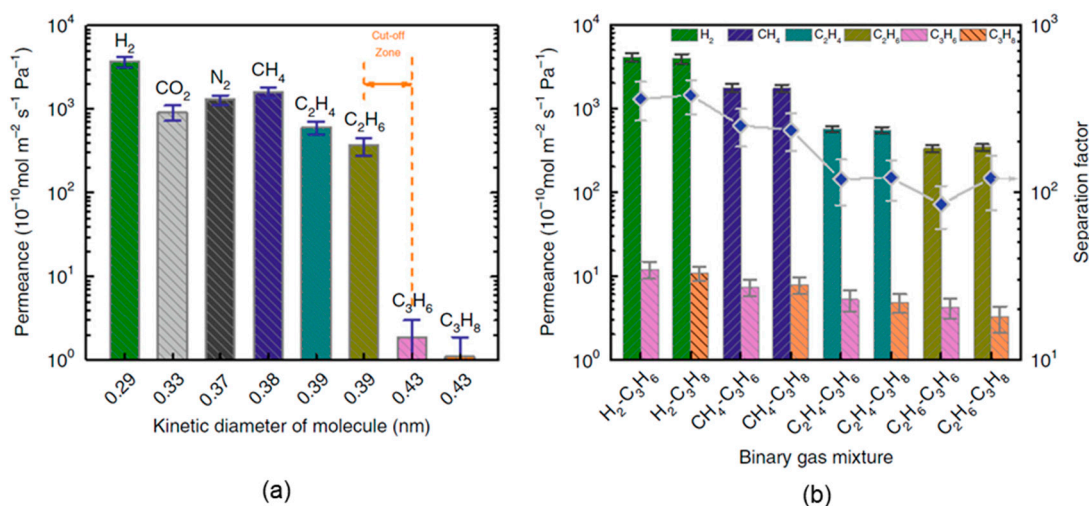 10⁴
10³
10²
10¹
10⁰
Permeance (10⁻¹⁰mol m⁻² s⁻¹ Pa⁻¹)
H₂
CO₂
N₂
CH₄
C₂H₄
C₂H₆
C₃H₆
C₃H₈
Cut-off
Zone
0.29
0.33
0.37
0.38
0.39
0.39
0.43
0.43
Kinetic diameter of molecule (nm)
(a)
10⁴
10³
10²
10¹
10⁰
Permeance (10⁻¹⁰mol m⁻² s⁻¹ Pa⁻¹)
H₂ CH₄ C₂H₄ C₂H₆ C₃H₆ C₃H₈
10³
10²
10¹
Separation factor
H₂-C₃H₆
H₂-C₃H₈
CH₄-C₃H₆
CH₄-C₃H₈
C₂H₄-C₃H₆
C₂H₄-C₃H₈
C₂H₆-C₃H₆
C₂H₆-C₃H₈
Binary gas mixture
(b)